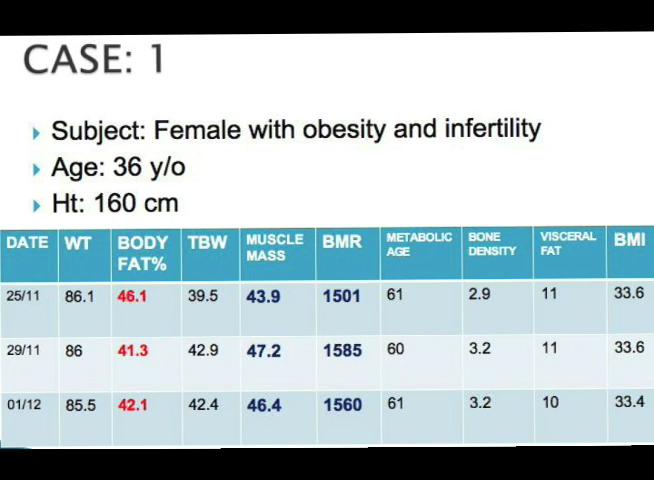 CASE: 1
Subject: Female with obesity and infertility
Age: 36 y/o
Ht: 160 cm
DATE WT BODY FAT% TBW MUSCLE MASS BMR METABOLIC AGE BONE DENSITY VISCERAL FAT BMI
25/11 86.1 46.1 39.5 43.9 1501 61 2.9 11 33.6
29/11 86 41.3 42.9 47.2 1585 60 3.2 11 33.6
01/12 85.5 42.1 42.4 46.4 1560 61 3.2 10 33.4